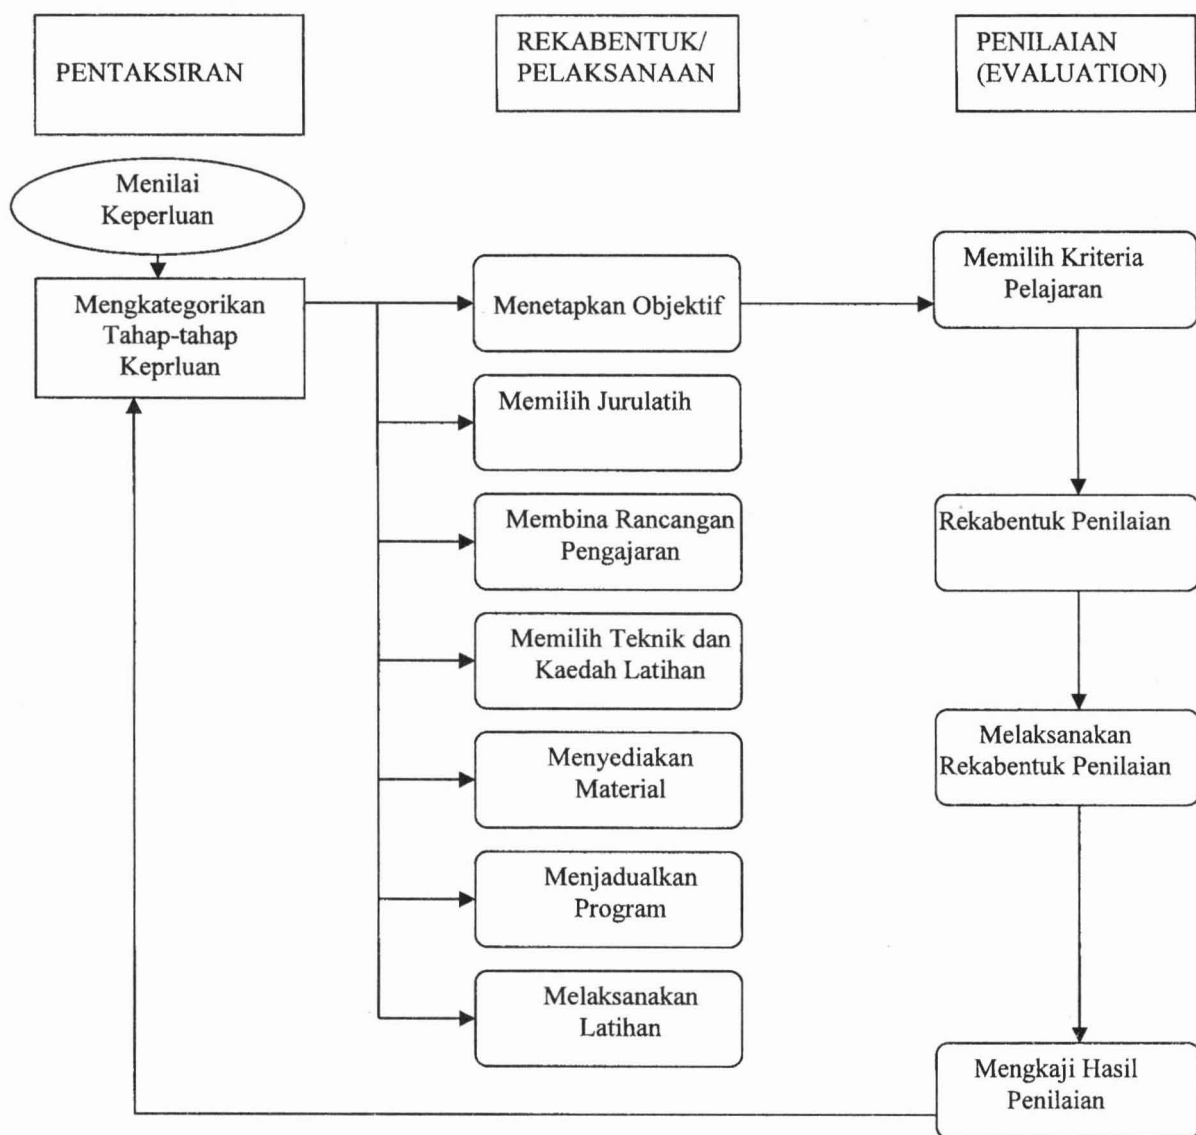 PENTAKSIRAN
REKABENTUK/
PELAKSANAAN
PENILAIAN
(EVALUATION)
Menilai
Keperluan
Mengkategorikan
Tahap-tahap
Keprluan
Menetapkan Objektif
Memilih Jurulatih
Membina Rancangan
Pengajaran
Memilih Teknik dan
Kaedah Latihan
Menyediakan
Material
Menjadualkan
Program
Melaksanakan
Latihan
Memilih Kriteria
Pelajaran
Rekabentuk Penilaian
Melaksanakan
Rekabentuk Penilaian
Mengkaji Hasil
Penilaian